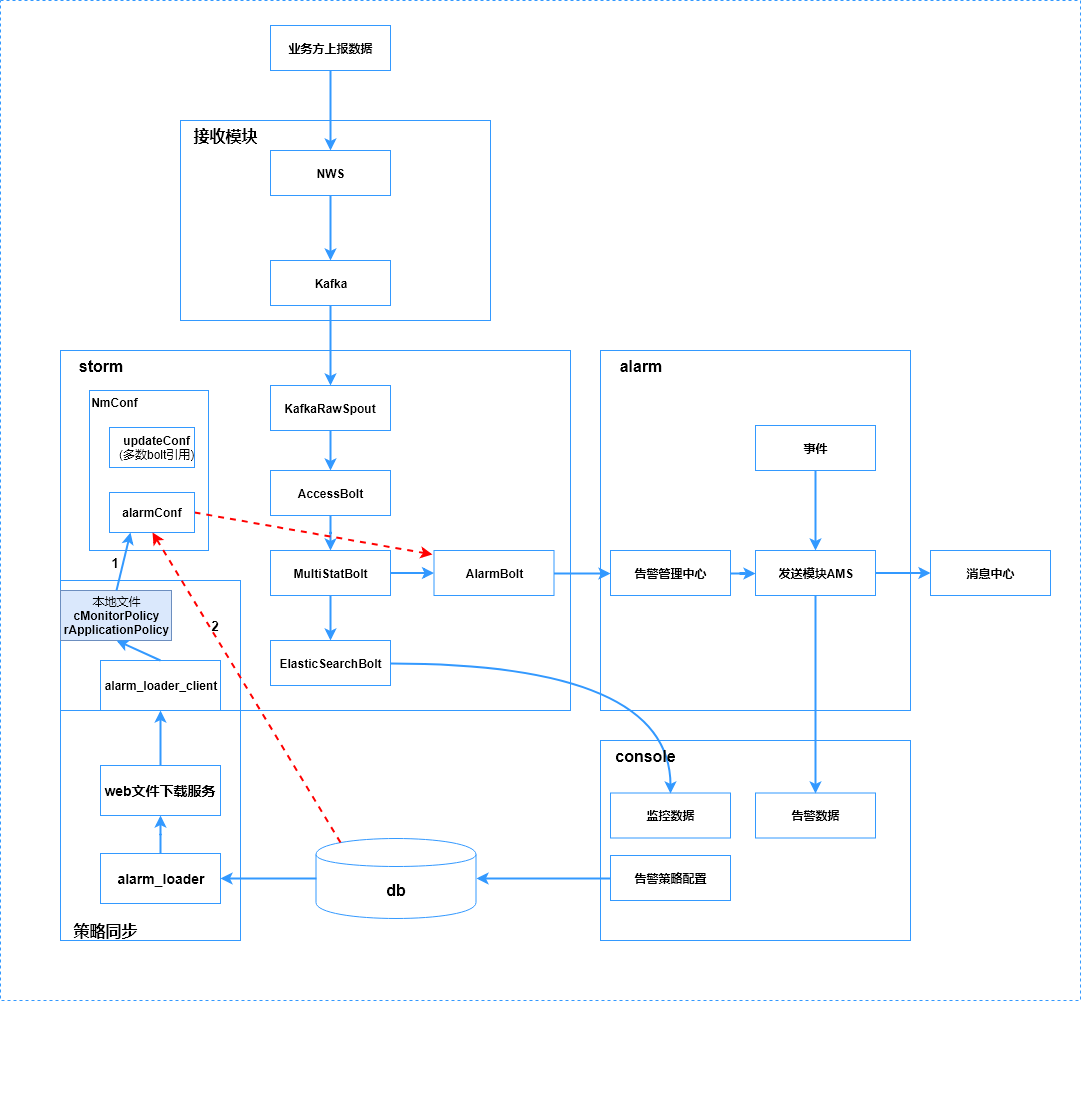 业务方上报数据
接收模块
NWS
Kafka
storm
NmConf
updateConf
(多数bolt引用)
alarmConf
1
本地文件
cMonitorPolicy
rApplicationPolicy
2
alarm_loader_client
KafkaRawSpout
AccessBolt
MultiStatBolt
AlarmBolt
ElasticSearchBolt
alarm
事件
告警管理中心
发送模块AMS
消息中心
console
监控数据
告警数据
告警策略配置
web文件下载服务
alarm_loader
策略同步
db